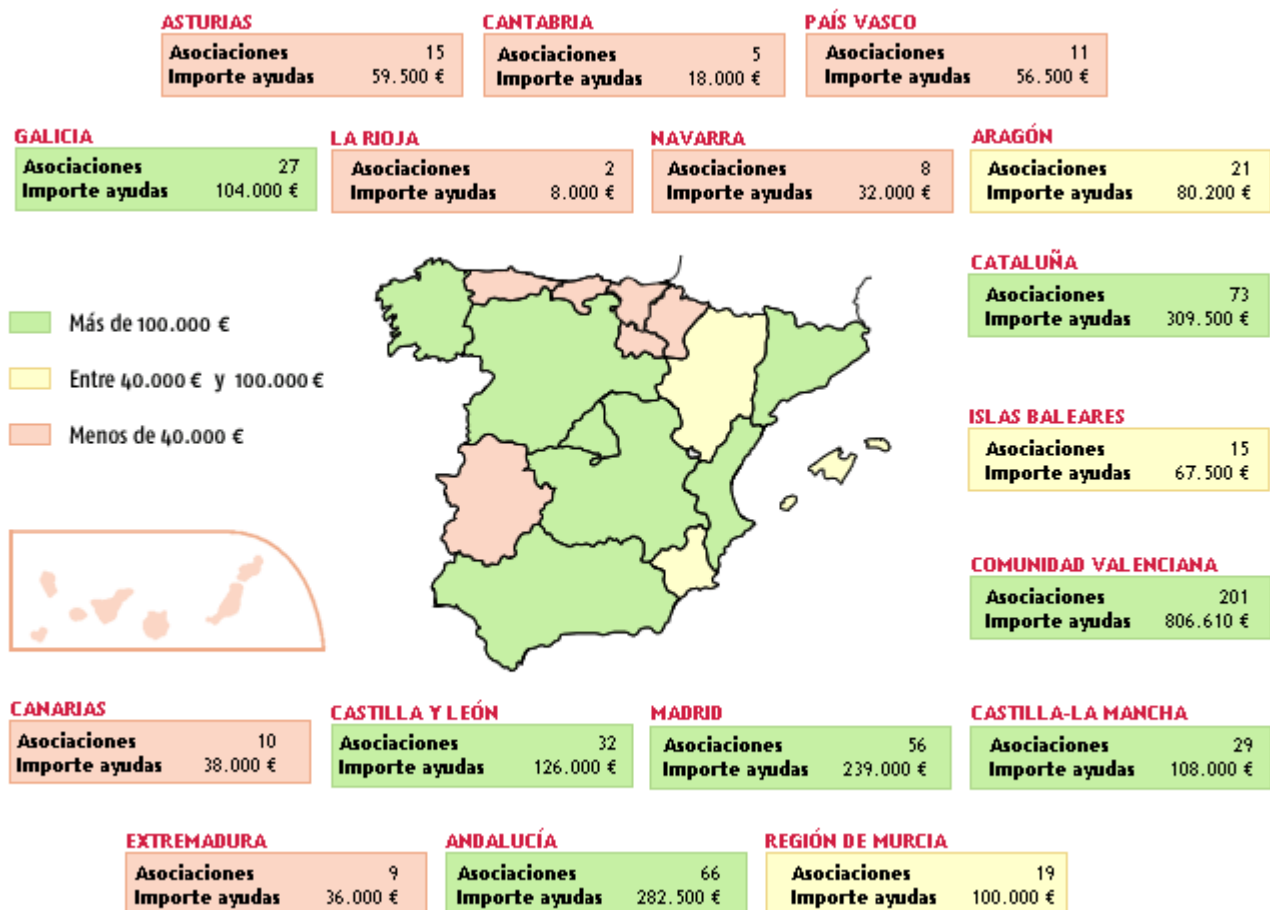 ASTURIAS
Asociaciones 15
Importe ayudas 59.500 €
CANTABRIA
Asociaciones 5
Importe ayudas 18.000 €
PAÍS VASCO
Asociaciones 11
Importe ayudas 56.500 €
GALICIA
Asociaciones 27
Importe ayudas 104.000 €
LA RIOJA
Asociaciones 2
Importe ayudas 8.000 €
NAVARRA
Asociaciones 8
Importe ayudas 32.000 €
ARAGÓN
Asociaciones 21
Importe ayudas 80.200 €
Más de 100.000 €
Entre 40.000 € y 100.000 €
Menos de 40.000 €
CATALUÑA
Asociaciones 73
Importe ayudas 309.500 €
ISLAS BALEARES
Asociaciones 15
Importe ayudas 67.500 €
COMUNIDAD VALENCIANA
Asociaciones 201
Importe ayudas 806.610 €
CANARIAS
Asociaciones 10
Importe ayudas 38.000 €
CASTILLA Y LEÓN
Asociaciones 32
Importe ayudas 126.000 €
MADRID
Asociaciones 56
Importe ayudas 239.000 €
CASTILLA-LA MANCHA
Asociaciones 29
Importe ayudas 108.000 €
EXTREMADURA
Asociaciones 9
Importe ayudas 36.000 €
ANDALUCÍA
Asociaciones 66
Importe ayudas 282.500 €
REGIÓN DE MURCIA
Asociaciones 19
Importe ayudas 100.000 €